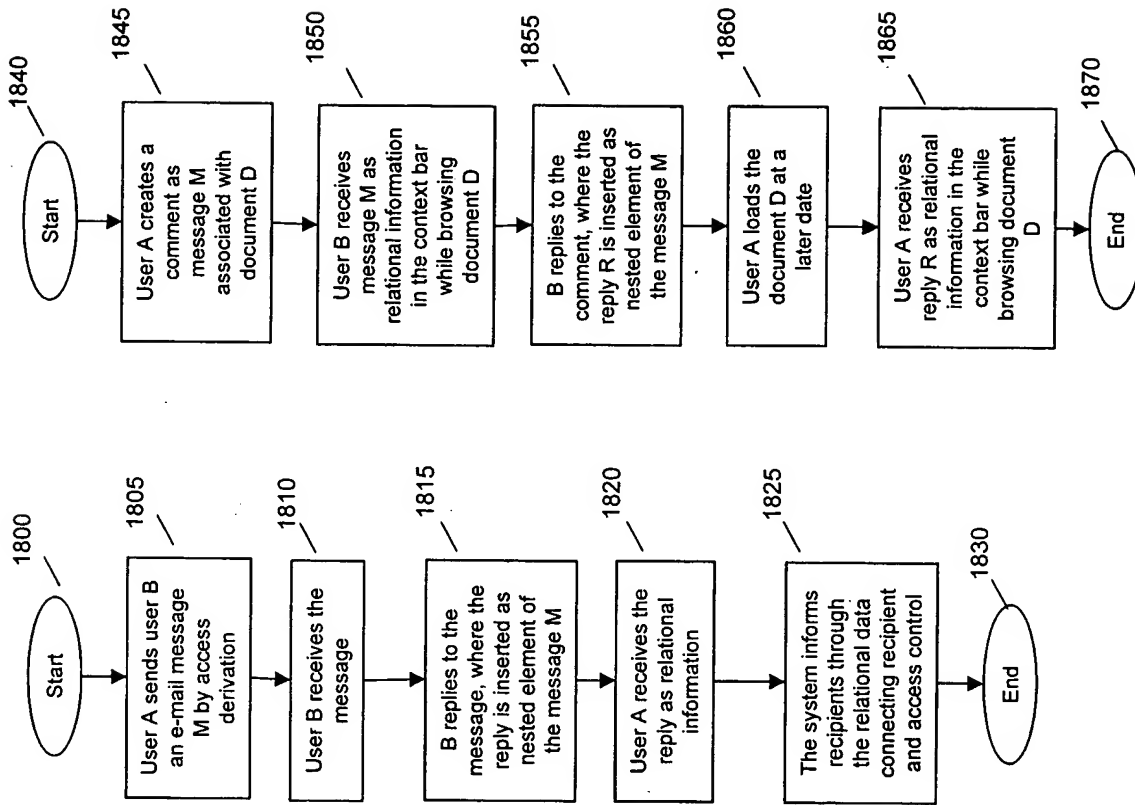 1800
Start
1805
User A sends user B
an e-mail message
M by access
derivation
1810
User B receives the
message
1815
B replies to the
message, where the
reply is inserted as
nested element of
the message M
1820
User A receives the
reply as relational
information
1825
The system informs
recipients through
the relational data
connecting recipient
and access control
1830
End
1840
Start
1845
User A creates a
comment as
message M
associated with
document D
1850
User B receives
message M as
relational information
in the context bar
while browsing
document D
1855
B replies to the
comment, where the
reply R is inserted as
nested element of
the message M
1860
User A loads the
document D at a
later date
1865
User A receives
reply R as relational
information in the
context bar while
browsing document
D
1870
End